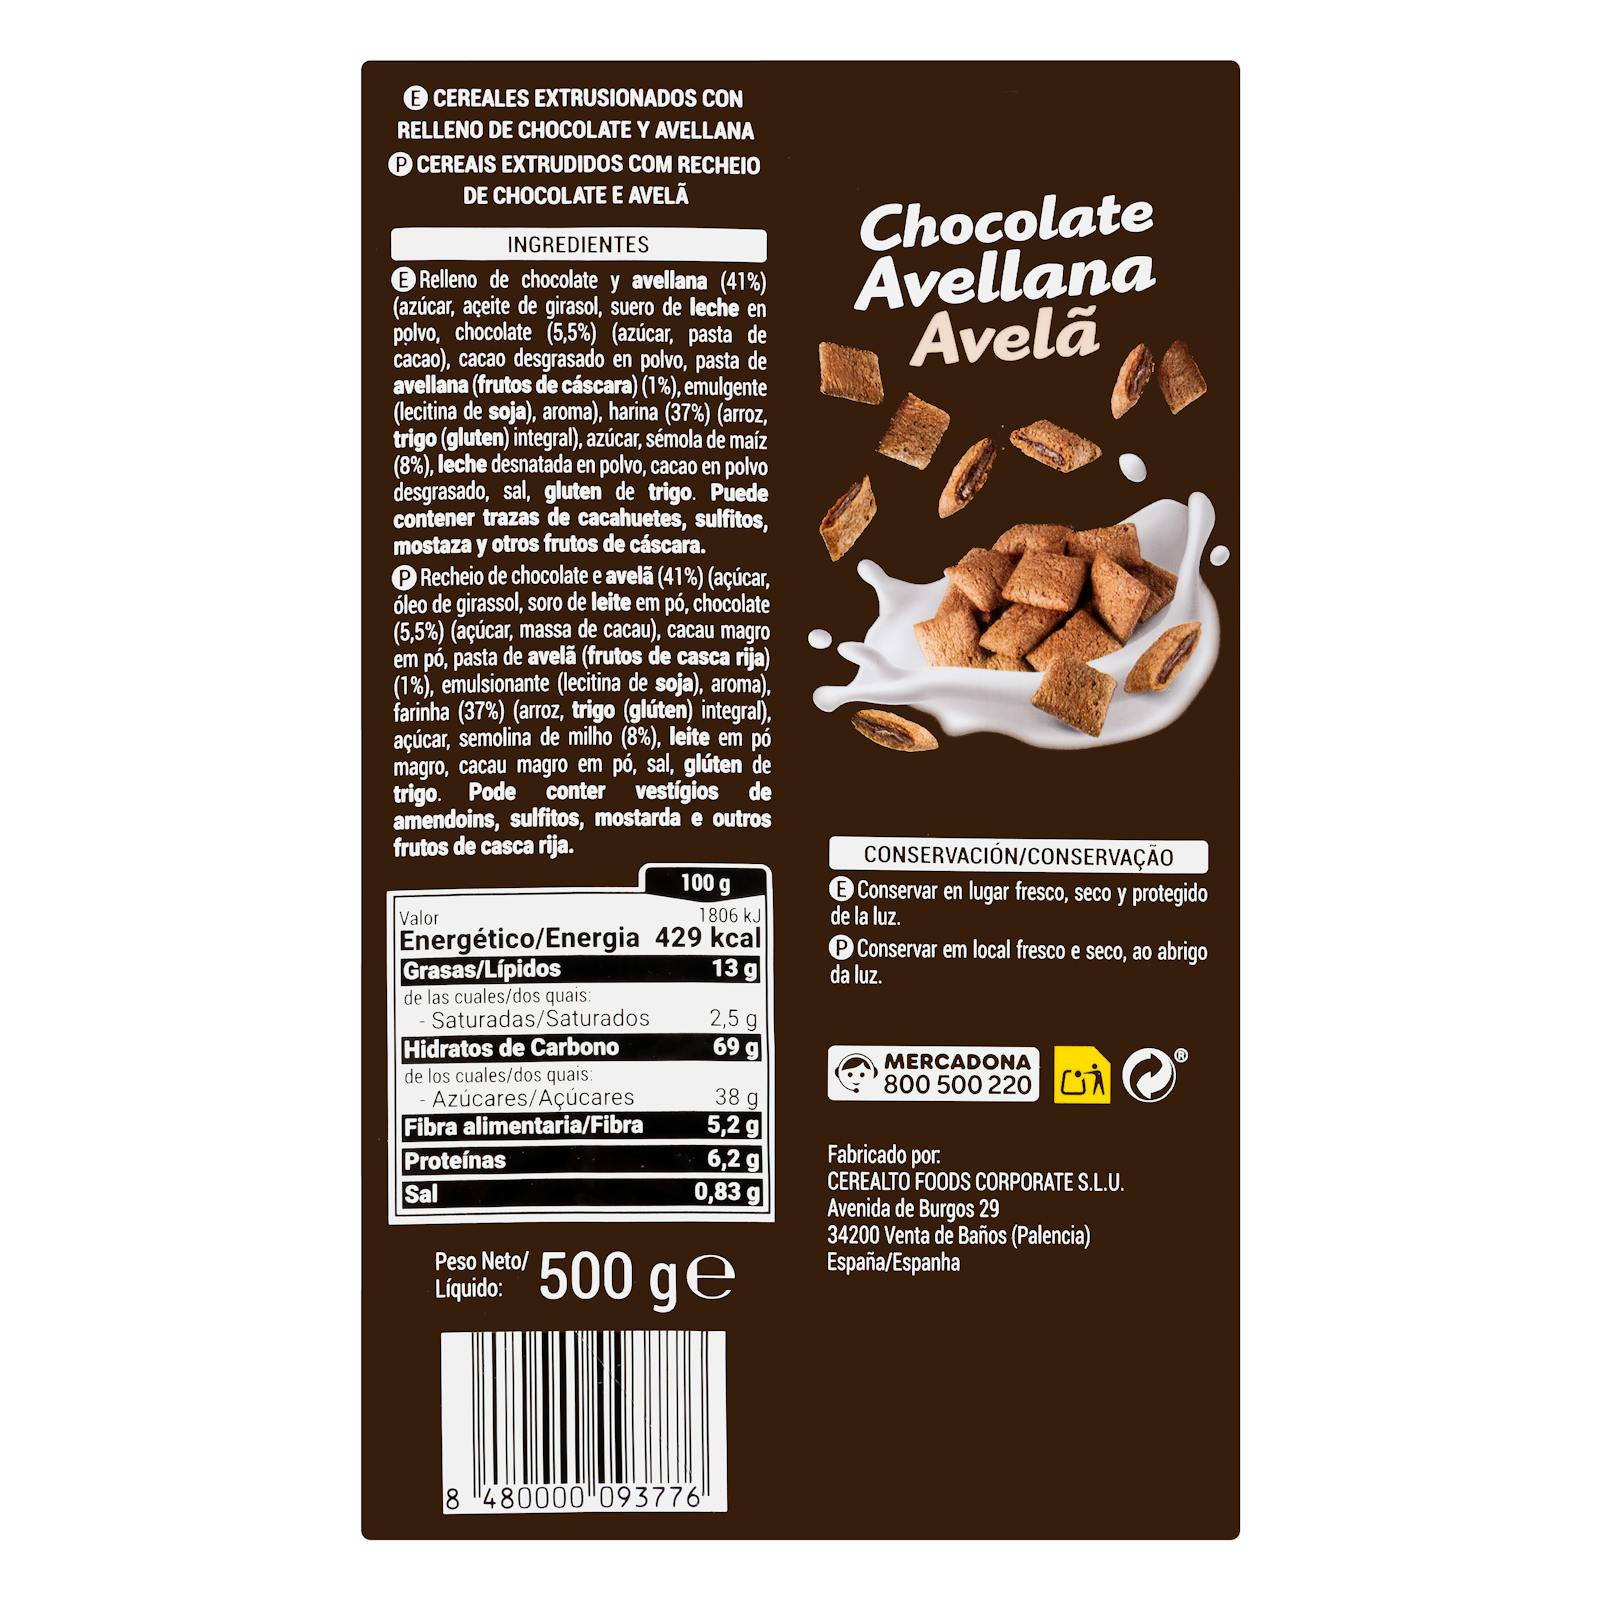 E CEREALES EXTRUSIONADOS CON
RELLENO DE CHOCOLATE Y AVELLANA
P CEREAIS EXTRUDIDOS COM RECHEIO
DE CHOCOLATE E AVELÃ
INGREDIENTES
E Relleno de chocolate y avellana (41%)
(azúcar, aceite de girasol, suero de leche en
polvo, chocolate (5,5%) (azúcar, pasta de
cacao), cacao desgrasado en polvo, pasta de
avellana (frutos de cáscara) (1%), emulgente
(lecitina de soja), aroma), harina (37%) (arroz,
trigo (gluten) integral), azúcar, sémola de maíz
(8%), leche desnatada en polvo, cacao en polvo
desgrasado, sal, gluten de trigo. Puede
contener trazas de cacahuetes, sulfitos,
mostaza y otros frutos de cáscara.
P Recheio de chocolate e avelã (41%) (açúcar,
óleo de girassol, soro de leite em pó, chocolate
(5,5%) (açúcar, massa de cacau), cacau magro
em pó, pasta de avelã (frutos de casca rija)
(1%), emulsionante (lecitina de soja), aroma),
farinha (37%) (arroz, trigo (glúten) integral),
açúcar, semolina de milho (8%), leite em pó
magro, cacau magro em pó, sal, glúten de
trigo. Pode conter vestígios de
amendoins, sulfitos, mostarda e outros
frutos de casca rija.
100 g
Valor 1806 kJ
Energético/Energia 429 kcal
Grasas/Lípidos 13 g
de las cuales/dos quais:
- Saturadas/Saturados 2,5 g
Hidratos de Carbono 69 g
de los cuales/dos quais:
- Azúcares/Açúcares 38 g
Fibra alimentaria/Fibra 5,2 g
Proteínas 6,2 g
Sal 0,83 g
Peso Neto/
Líquido: 500 g ℮
8 480000 093776
Chocolate
Avellana
Avelã
CONSERVACIÓN/CONSERVAÇÃO
E Conservar en lugar fresco, seco y protegido
de la luz.
P Conservar em local fresco e seco, ao abrigo
da luz.
MERCADONA
800 500 220
®
Fabricado por:
CEREALTO FOODS CORPORATE S.L.U.
Avenida de Burgos 29
34200 Venta de Baños (Palencia)
España/Espanha